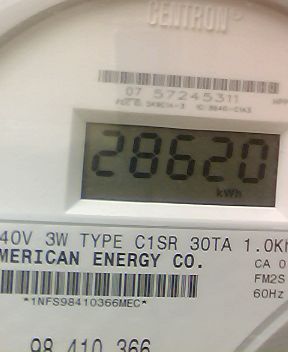 CENTRON®
07 57245311
28620
kWh
40V 3W TYPE C1SR 30TA 1.0Kh
MERICAN ENERGY CO.
CA 0
FM2S
60Hz
*1NFS98410366MEC*
98 410 366